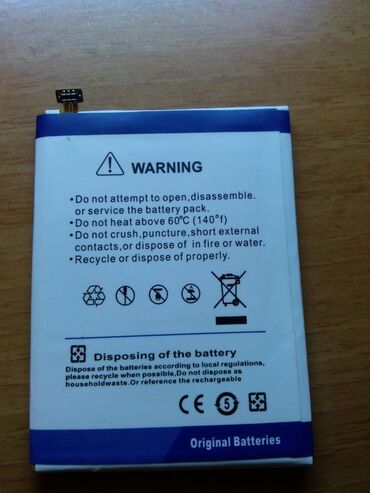 WARNING
•Do not attempt to open,disassemble.
or service the battery pack.
•Do not heat above 60℃ (140°f)
•Do not crush,puncture,short external
contacts,or dispose of in fire or water.
•Recycle or dispose of properly.
Disposing of the battery
Dispose of the batteries according to local regulations,
please recycle when possible,Do not dispose as
householdwaste.Or reference the rechargable
CE 5
Original Batteries